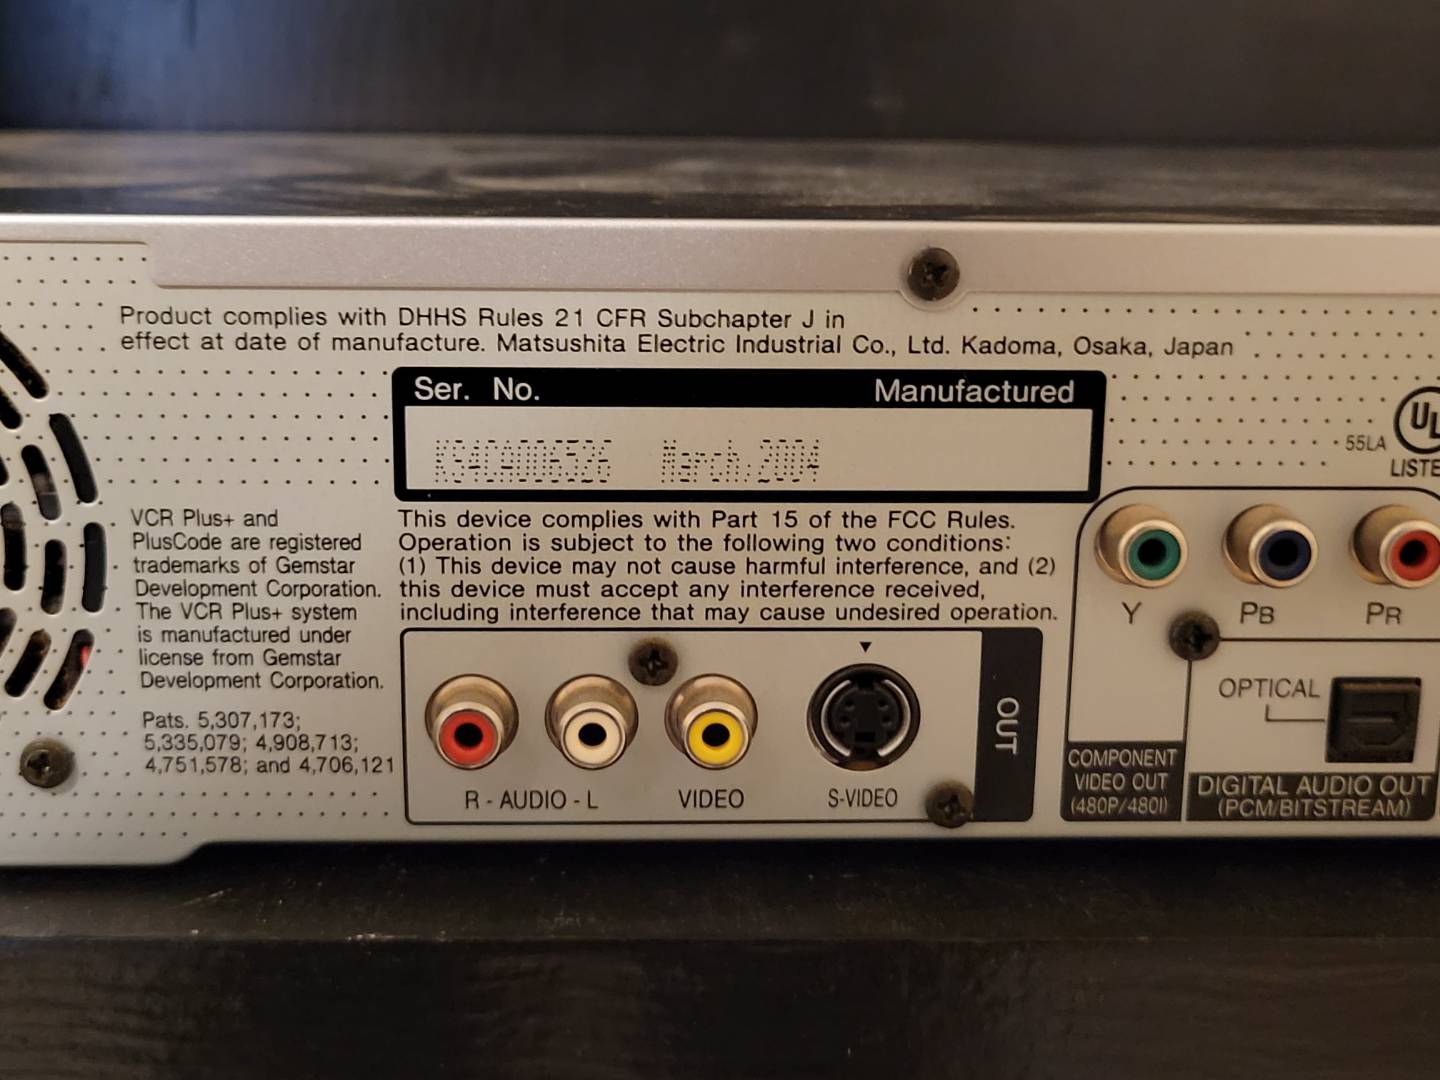 Product complies with DHHS Rules 21 CFR Subchapter J in
effect at date of manufacture. Matsushita Electric Industrial Co., Ltd. Kadoma, Osaka, Japan
Ser. No. Manufactured
KS4CA006526 March.2004
UL
55LA
LISTE
VCR Plus+ and
PlusCode are registered
trademarks of Gemstar
Development Corporation.
The VCR Plus+ system
is manufactured under
license from Gemstar
Development Corporation.
Pats. 5,307,173;
5,335,079; 4,908,713;
4,751,578; and 4,706,121
This device complies with Part 15 of the FCC Rules.
Operation is subject to the following two conditions:
(1) This device may not cause harmful interference, and (2)
this device must accept any interference received,
including interference that may cause undesired operation.
R - AUDIO - L VIDEO S-VIDEO
OUT
Y PB PR
COMPONENT
VIDEO OUT
(480P/480I)
OPTICAL
DIGITAL AUDIO OUT
(PCM/BITSTREAM)